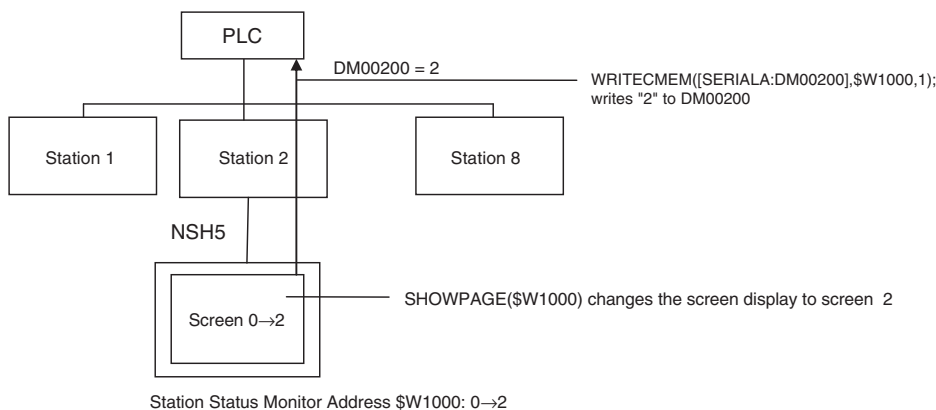 PLC
DM00200 = 2
WRITECMEM([SERIALA:DM00200],$W1000,1);
writes "2" to DM00200
Station 1
Station 2
Station 8
NSH5
SHOWPAGE($W1000) changes the screen display to screen 2
Screen 0→2
Station Status Monitor Address $W1000: 0→2